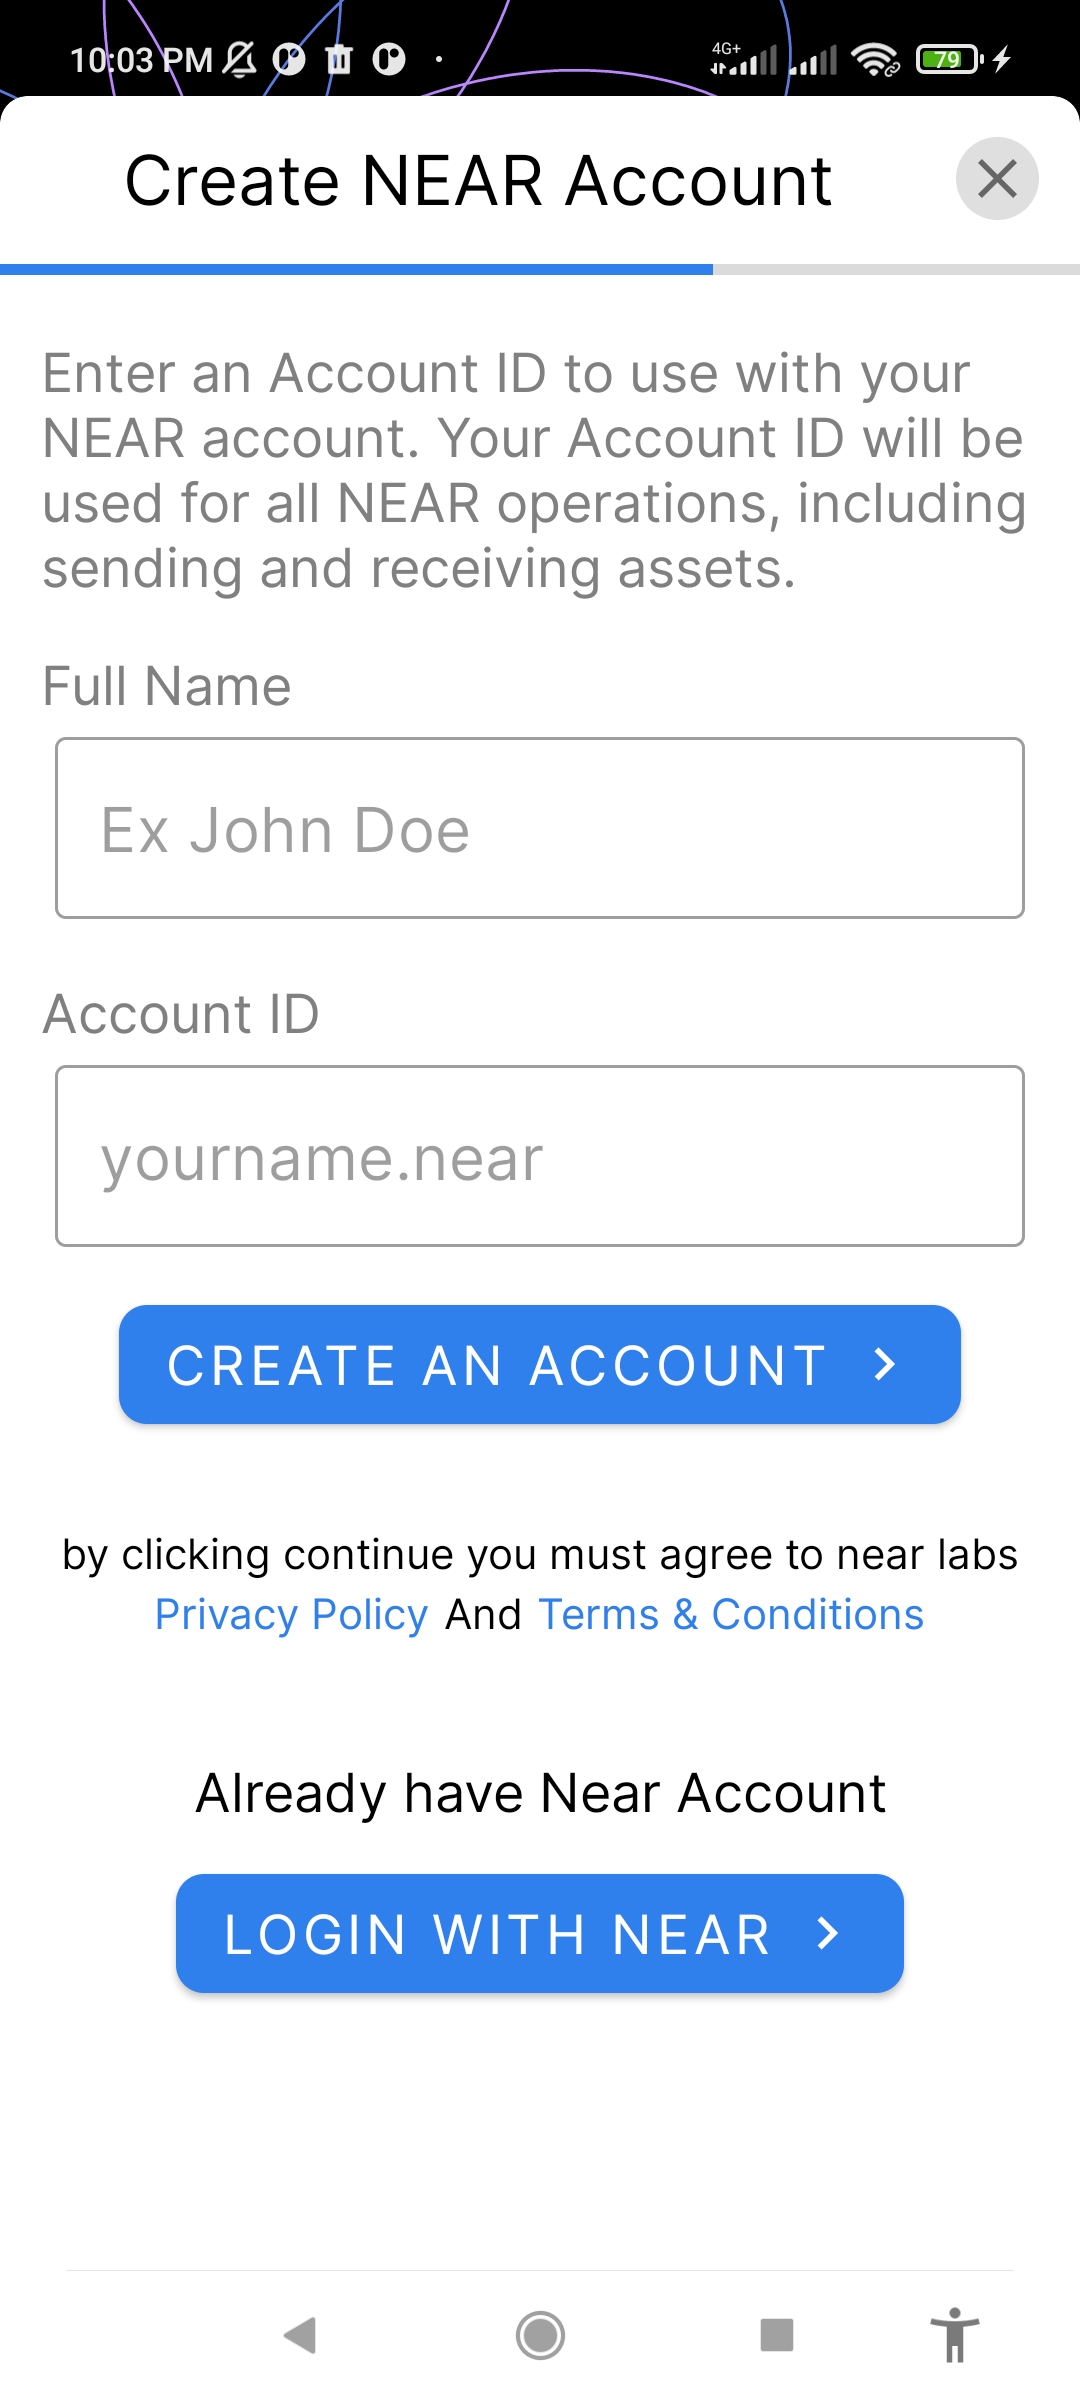 10:03 PM
4G+
79
Create NEAR Account
Enter an Account ID to use with your
NEAR account. Your Account ID will be
used for all NEAR operations, including
sending and receiving assets.
Full Name
Ex John Doe
Account ID
yourname.near
CREATE AN ACCOUNT
by clicking continue you must agree to near labs
Privacy Policy And Terms & Conditions
Already have Near Account
LOGIN WITH NEAR